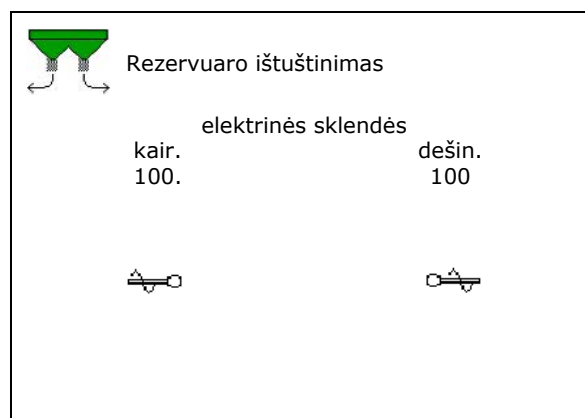 Rezervuaro ištuštinimas
elektrinės sklendės
kair. dešin.
100. 100